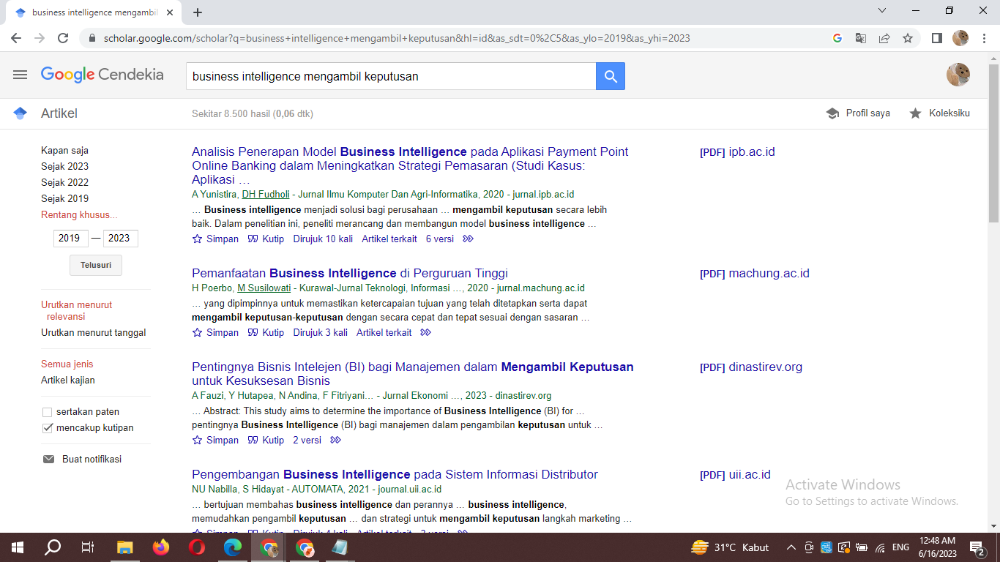 business intelligence mengambil
scholar.google.com/scholar?q=business+intelligence+mengambil+keputusan&hl=id&as_sdt=0%2C5&as_ylo=2019&as_yhi=2023
Google Cendekia
business intelligence mengambil keputusan
Artikel
Sekitar 8.500 hasil (0,06 dtk)
Profil saya
Koleksiku
Kapan saja
Sejak 2023
Sejak 2022
Sejak 2019
Rentang khusus...
2019 — 2023
Telusuri
Urutkan menurut
relevansi
Urutkan menurut tanggal
Semua jenis
Artikel kajian
sertakan paten
mencakup kutipan
Buat notifikasi
Analisis Penerapan Model Business Intelligence pada Aplikasi Payment Point
Online Banking dalam Meningkatkan Strategi Pemasaran (Studi Kasus:
Aplikasi …
A Yunistira, DH Fudholi - Jurnal Ilmu Komputer Dan Agri-Informatika, 2020 - jurnal.ipb.ac.id
… Business intelligence menjadi solusi bagi perusahaan … mengambil keputusan secara lebih
baik. Dalam penelitian ini, peneliti merancang dan membangun model business intelligence …
Simpan Kutip Dirujuk 10 kali Artikel terkait 6 versi
[PDF] ipb.ac.id
Pemanfaatan Business Intelligence di Perguruan Tinggi
H Poerbo, M Susilowati - Kurawal-Jurnal Teknologi, Informasi …, 2020 - jurnal.machung.ac.id
… yang dipimpinnya untuk memastikan ketercapaian tujuan yang telah ditetapkan serta dapat
mengambil keputusan-keputusan dengan secara cepat dan tepat sesuai dengan sasaran …
Simpan Kutip Dirujuk 3 kali Artikel terkait
[PDF] machung.ac.id
Pentingnya Bisnis Intelejen (BI) bagi Manajemen dalam Mengambil Keputusan
untuk Kesuksesan Bisnis
A Fauzi, Y Hutapea, N Andina, F Fitriyani… - Jurnal Ekonomi …, 2023 - dinastirev.org
… Abstract: This study aims to determine the importance of Business Intelligence (BI) for …
pentingnya Business Intelligence (BI) bagi manajemen dalam pengambilan keputusan untuk …
Simpan Kutip 2 versi
[PDF] dinastirev.org
Pengembangan Business Intelligence pada Sistem Informasi Distributor
NU Nabilla, S Hidayat - AUTOMATA, 2021 - journal.uii.ac.id
… bertujuan membahas business intelligence dan perannya … business intelligence,
memudahkan pengambil keputusan … dan strategi untuk mengambil keputusan langkah marketing …
Simpan Kutip Dirujuk 4 kali Artikel terkait 3 versi
[PDF] uii.ac.id
Activate Windows
Go to Settings to activate Windows.
31°C Kabut
ENG
12:48 AM
6/16/2023
2